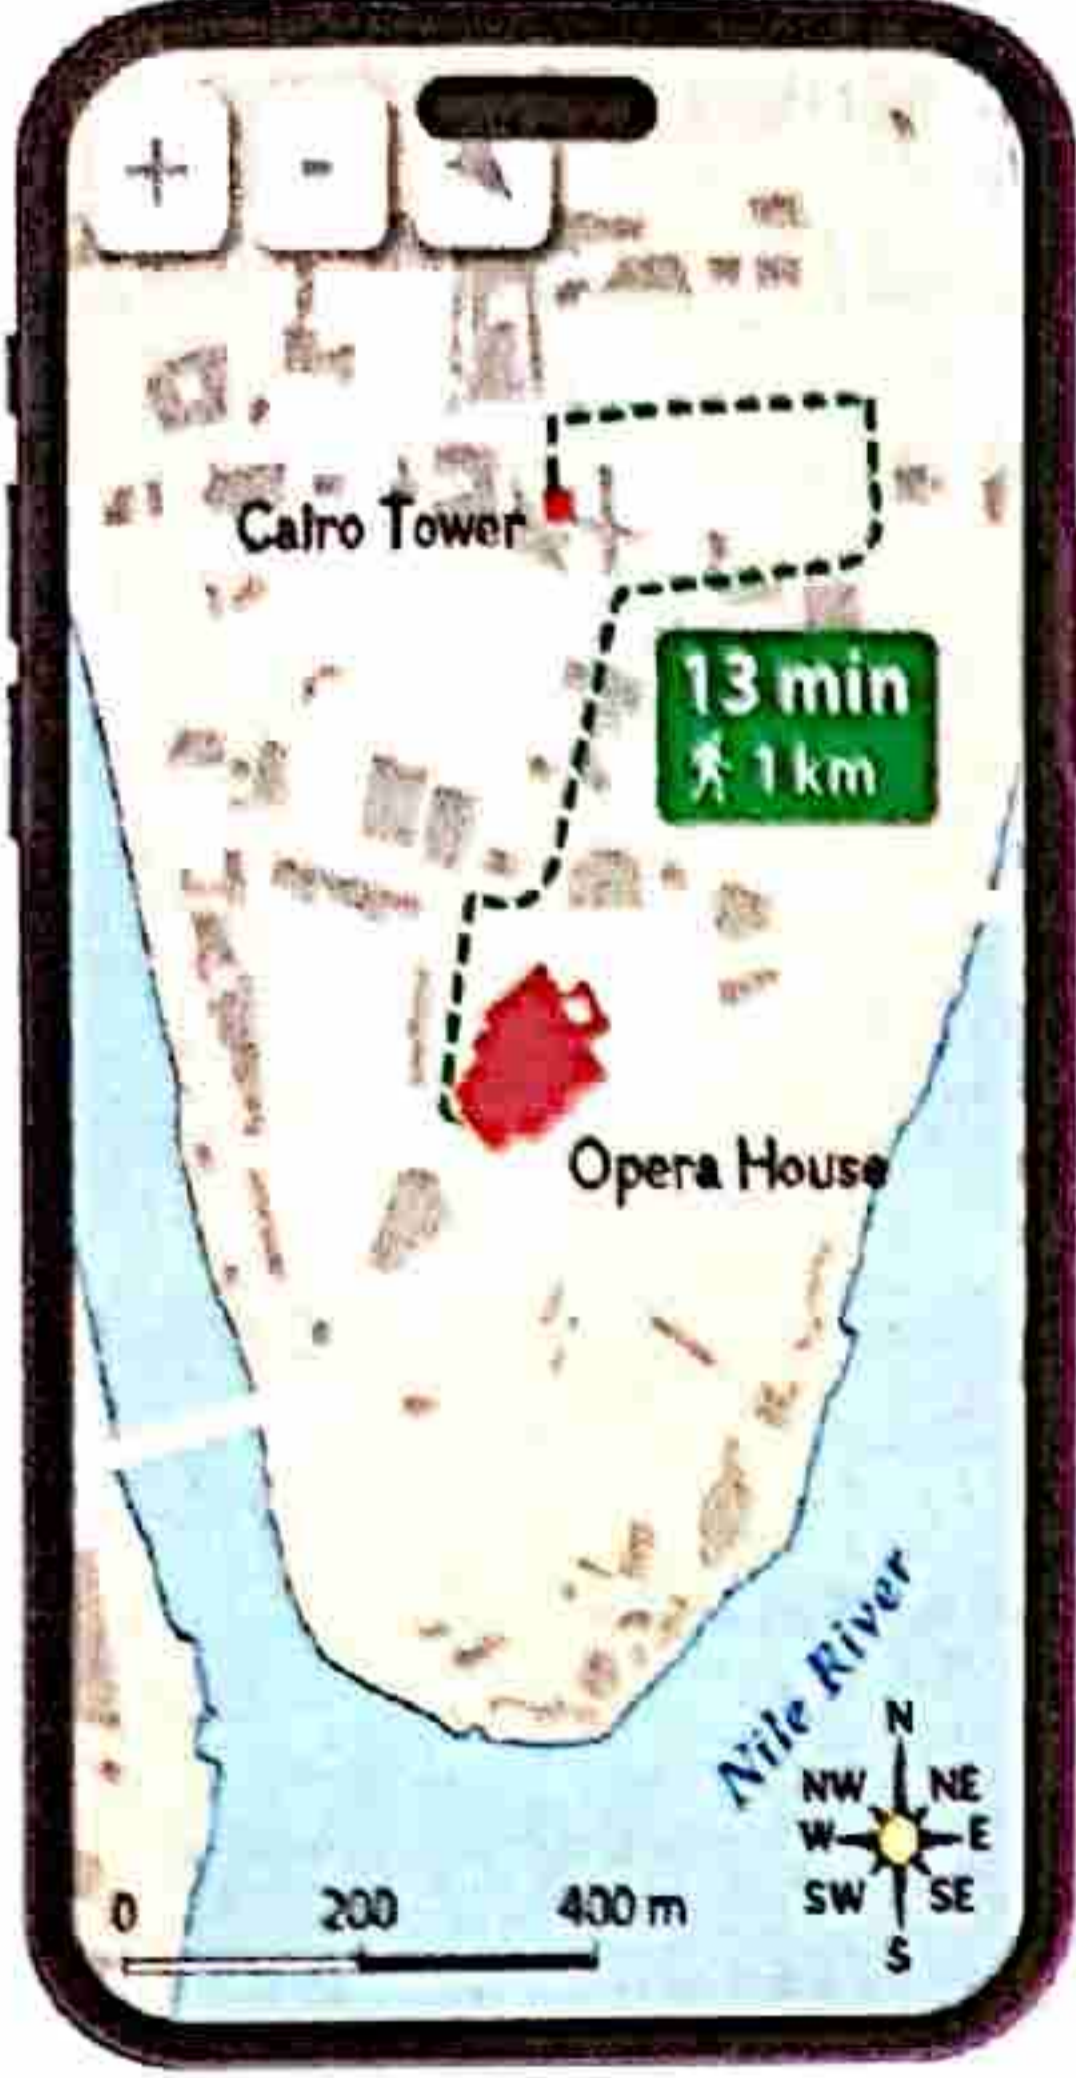 +
-
Cairo Tower
13 min
1 km
Opera House
Nile River
N
NW NE
W E
SW SE
S
0 200 400 m